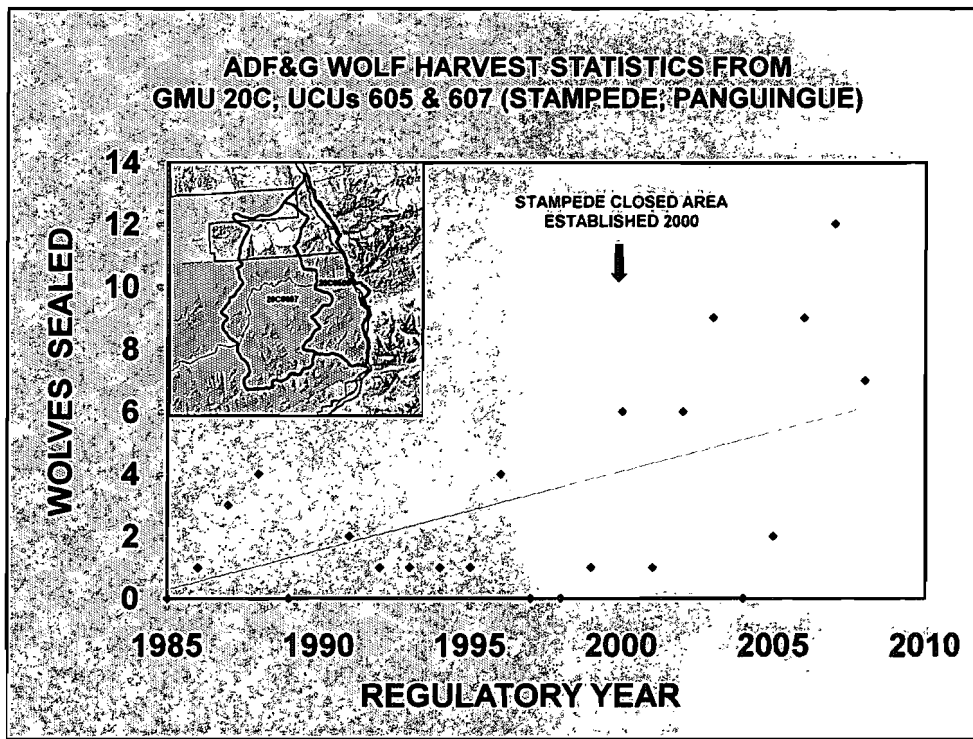 ADF&G WOLF HARVEST STATISTICS FROM
GMU 20C, UCUs 605 & 607 (STAMPEDE, PANGUINGUE)
WOLVES SEALED
14
12
10
8
6
4
2
0
20C0607
STAMPEDE CLOSED AREA
ESTABLISHED 2000
1985
1990
1995
2000
2005
2010
REGULATORY YEAR